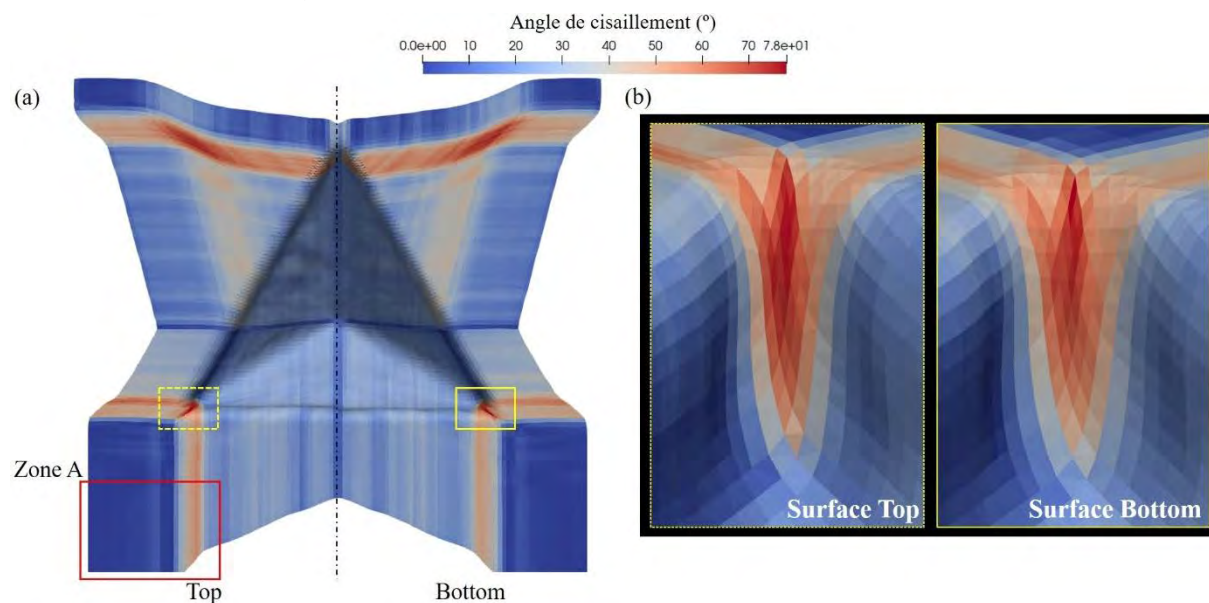 Angle de cisaillement (º)
0.0e+00 10 20 30 40 50 60 70 7.8e+01
(a)
(b)
Zone A
Top
Bottom
Surface Top
Surface Bottom